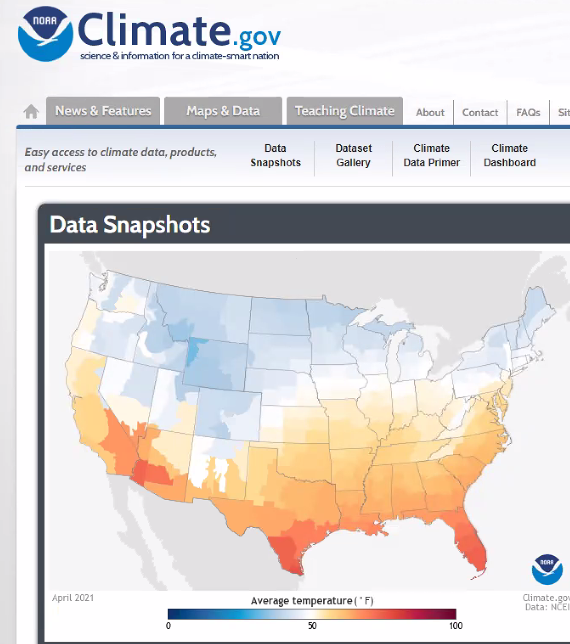 NOAA
Climate.gov
science & information for a climate-smart nation
News & Features Maps & Data Teaching Climate About Contact FAQs Sit
Easy access to climate data, products,
and services
Data
Snapshots
Dataset
Gallery
Climate
Data Primer
Climate
Dashboard
Data Snapshots
NOAA
April 2021
Average temperature (°F)
0 50 100
Climate.gov
Data: NCEI